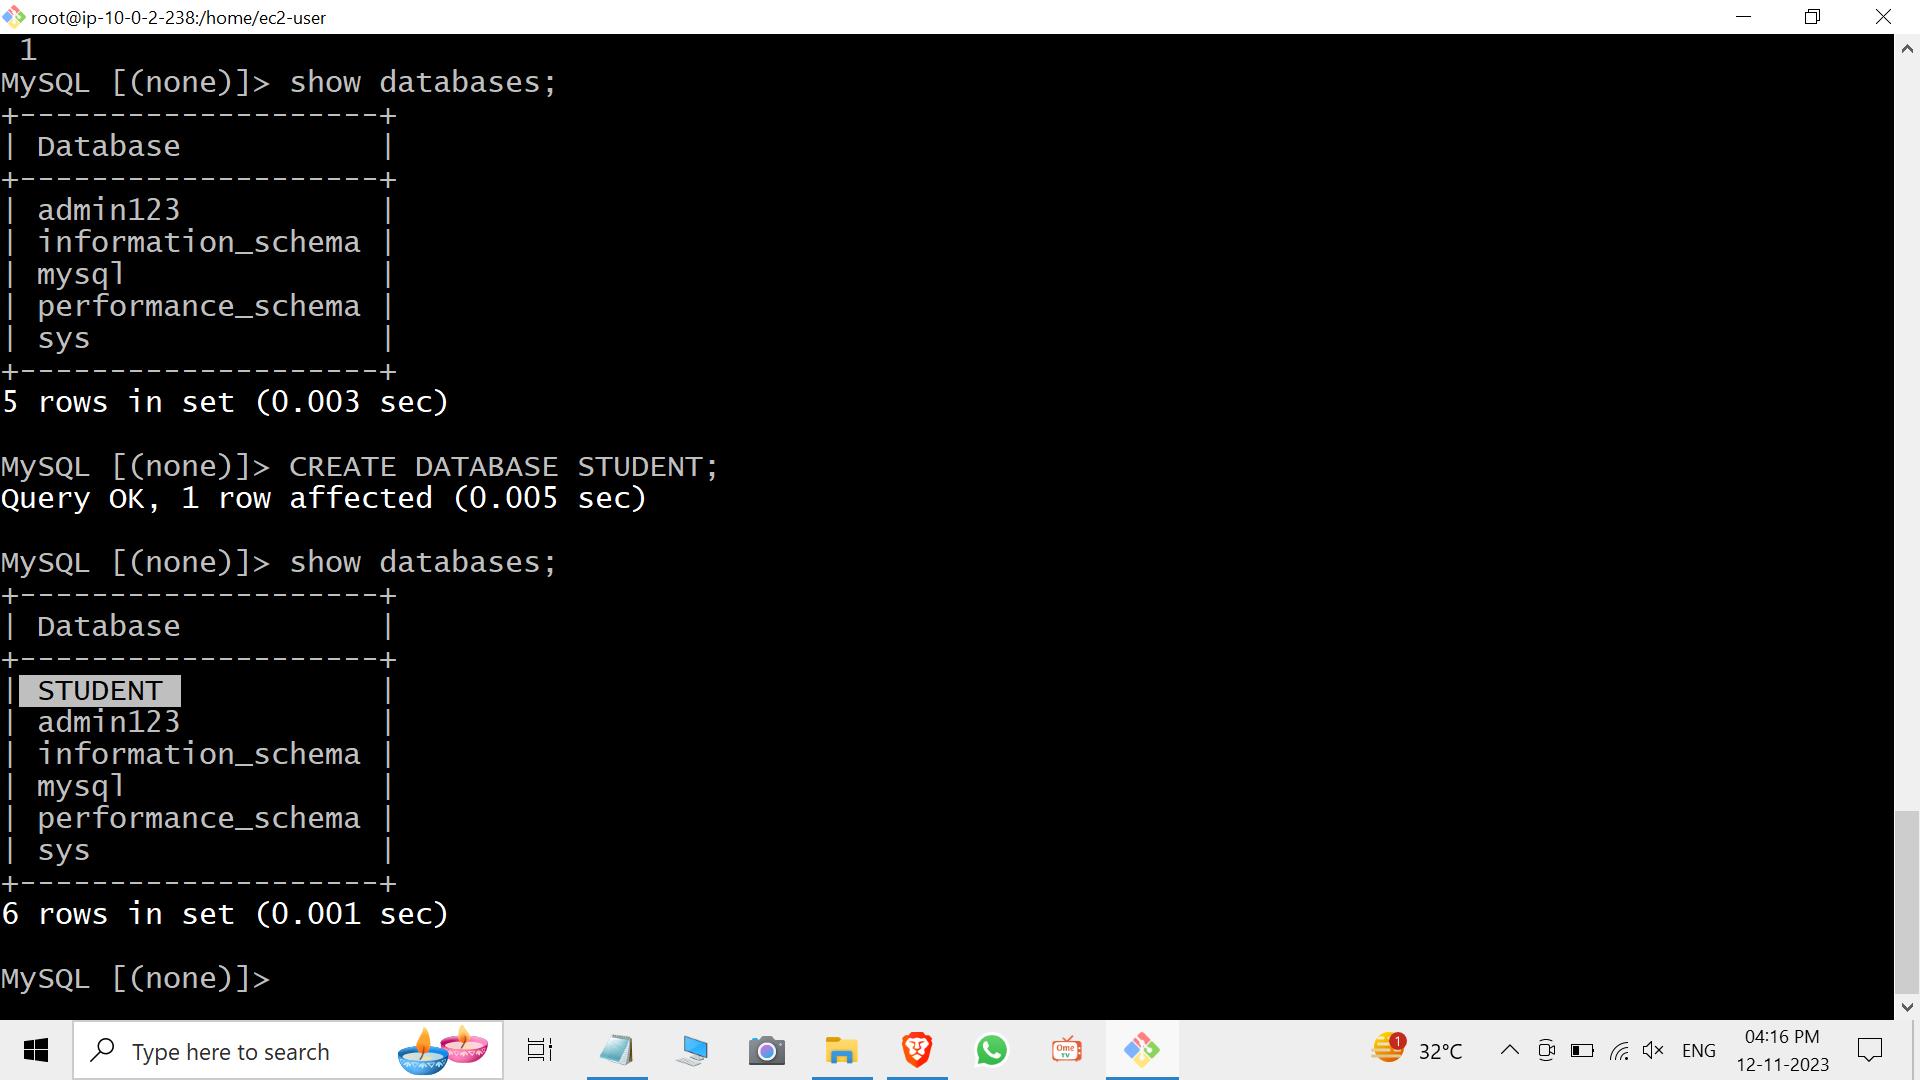 root@ip-10-0-2-238:/home/ec2-user
1
MySQL [(none)]> show databases;
+--------------------+
| Database           |
+--------------------+
| admin123           |
| information_schema |
| mysql              |
| performance_schema |
| sys                |
+--------------------+
5 rows in set (0.003 sec)
MySQL [(none)]> CREATE DATABASE STUDENT;
Query OK, 1 row affected (0.005 sec)
MySQL [(none)]> show databases;
+--------------------+
| Database           |
+--------------------+
| STUDENT            |
| admin123           |
| information_schema |
| mysql              |
| performance_schema |
| sys                |
+--------------------+
6 rows in set (0.001 sec)
MySQL [(none)]>
Type here to search
Ome
TV
1
32°C
ENG
04:16 PM
12-11-2023